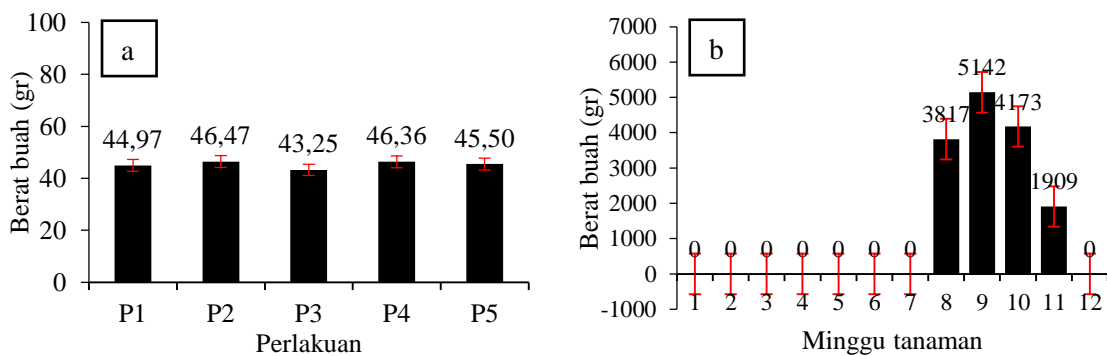 a
Berat buah (gr)
100
80
60
40
20
0
44,97
46,47
43,25
46,36
45,50
P1 P2 P3 P4 P5
Perlakuan
b
Berat buah (gr)
7000
6000
5000
4000
3000
2000
1000
0
-1000
0 0 0 0 0 0 0 3817 5142 4173 1909 0
1 2 3 4 5 6 7 8 9 10 11 12
Minggu tanaman